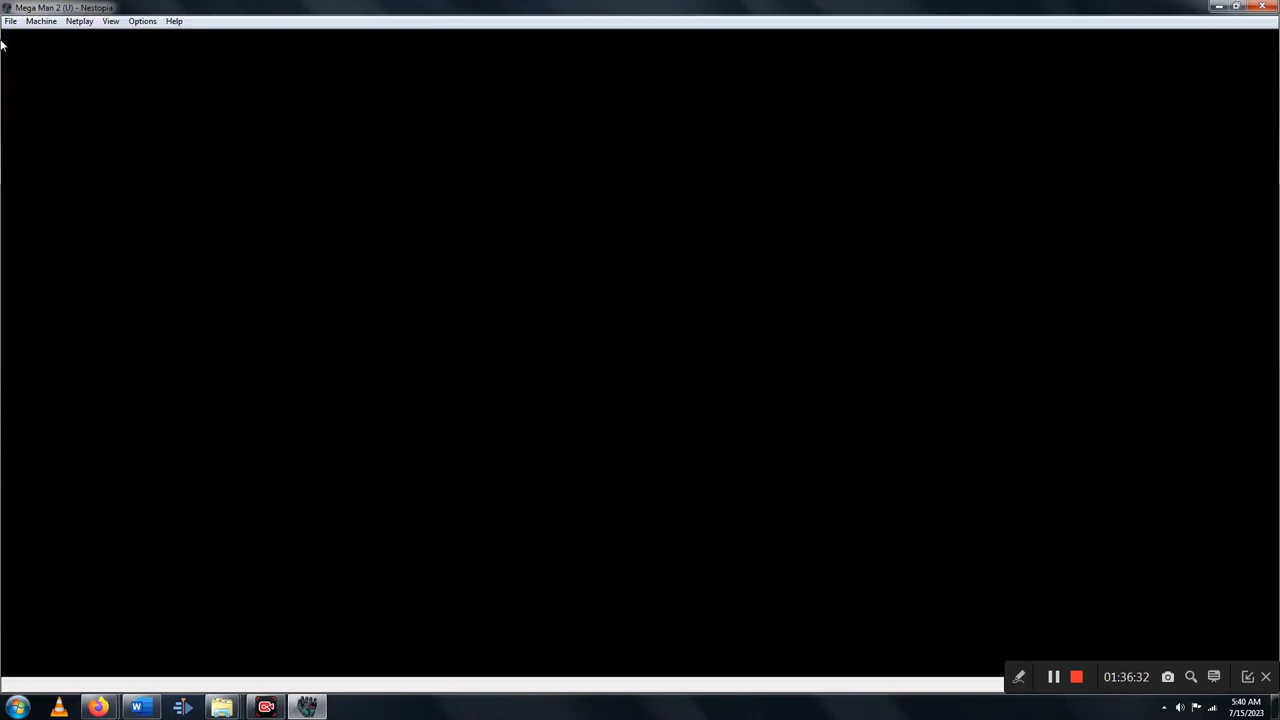 Mega Man 2 (U) - Nestopia
File Machine Netplay View Options Help
01:36:32
5:40 AM
7/15/2023